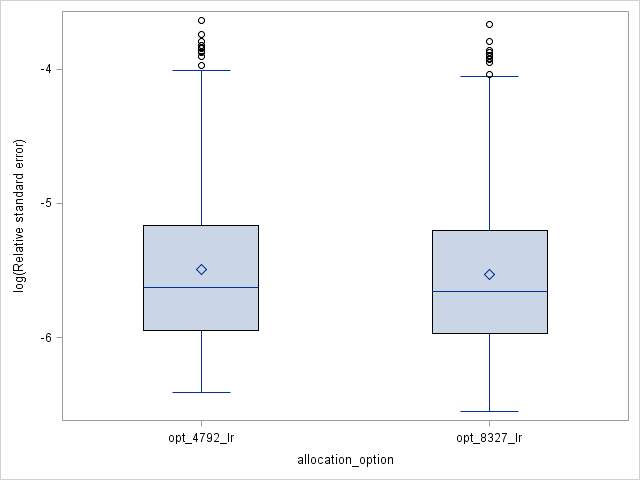 log(Relative standard error)
-4
-5
-6
opt_4792_lr
opt_8327_lr
allocation_option